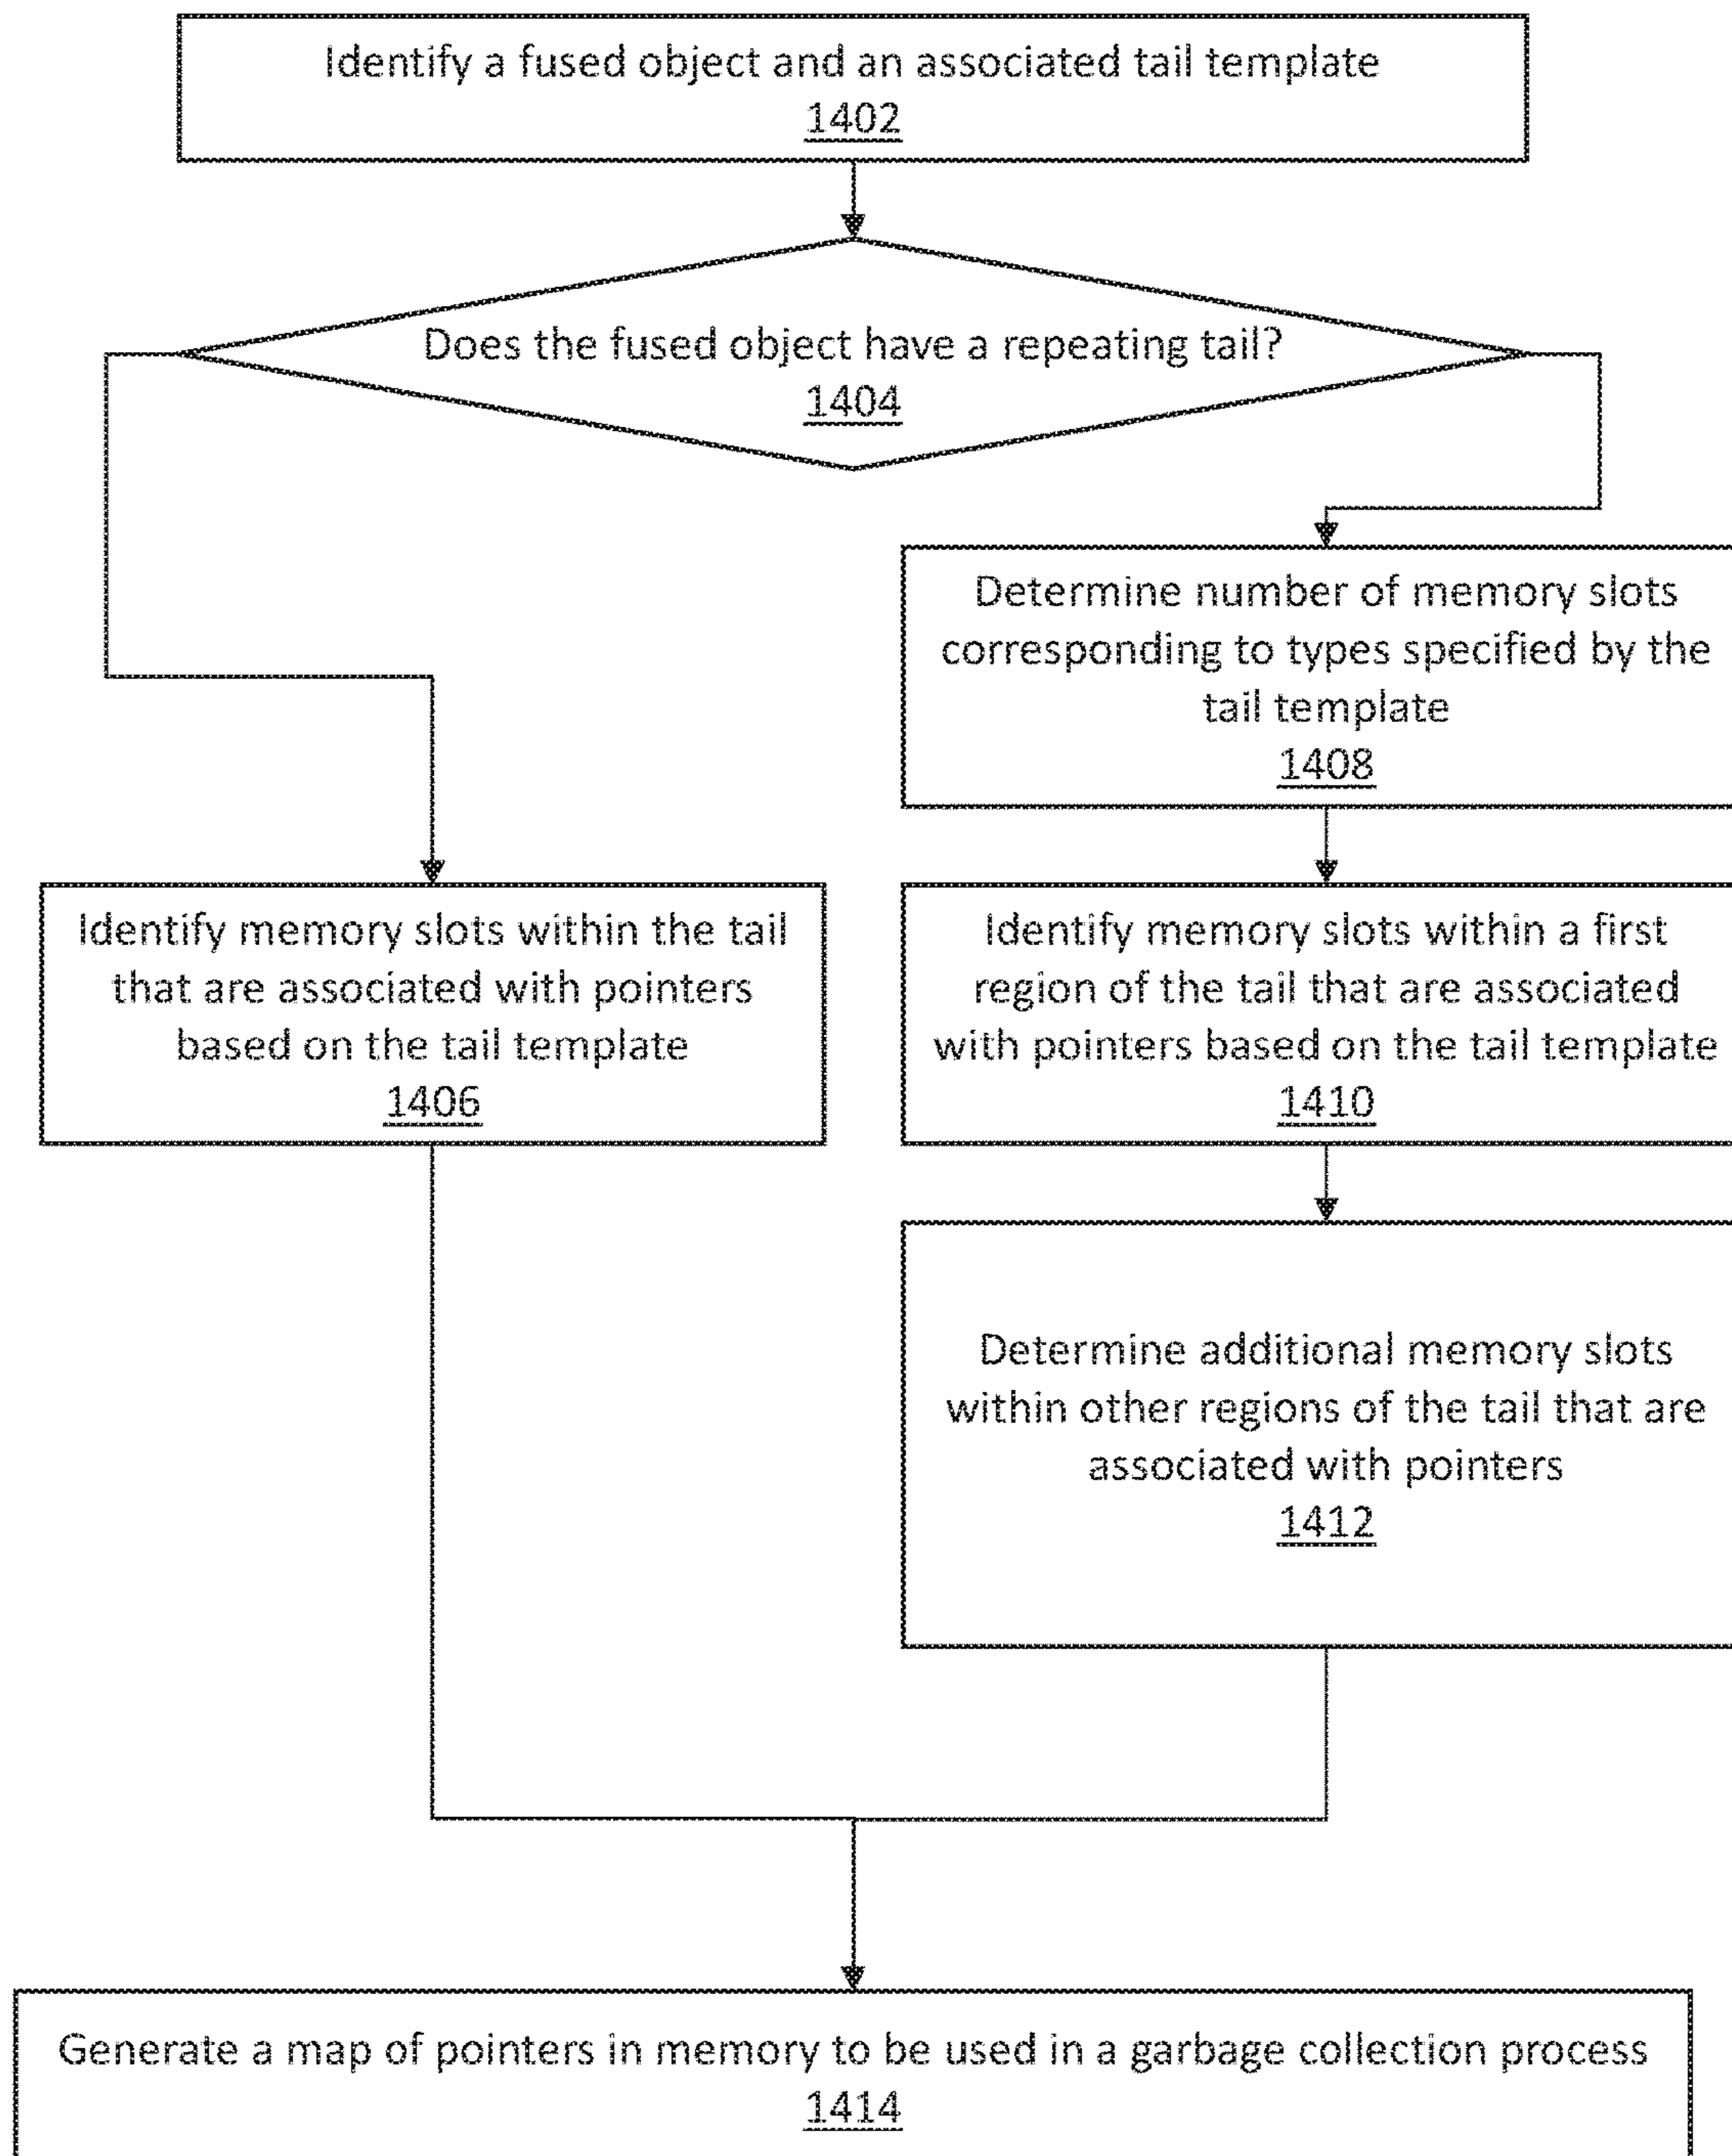 Identify a fused object and an associated tail template
1402
Does the fused object have a repeating tail?
1404
Determine number of memory slots
corresponding to types specified by the
tail template
1408
Identify memory slots within the tail
that are associated with pointers
based on the tail template
1406
Identify memory slots within a first
region of the tail that are associated
with pointers based on the tail template
1410
Determine additional memory slots
within other regions of the tail that are
associated with pointers
1412
Generate a map of pointers in memory to be used in a garbage collection process
1414